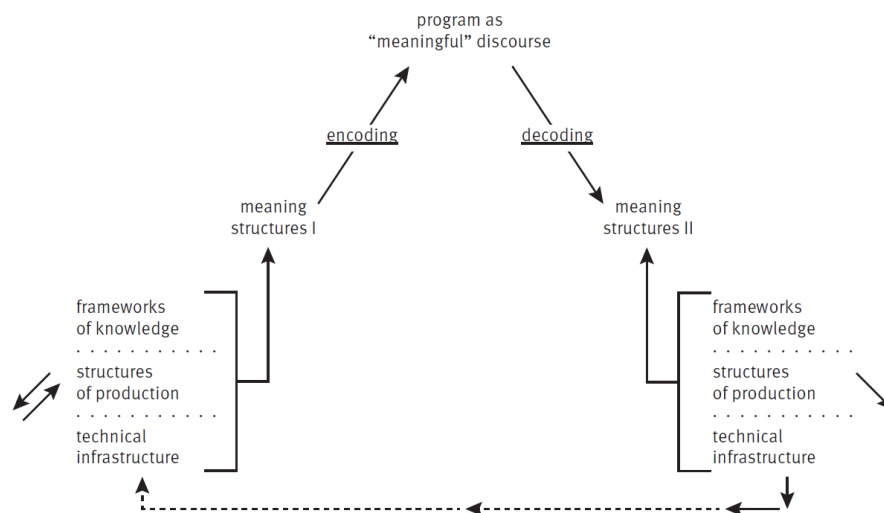 program as
“meaningful” discourse
encoding
decoding
meaning
structures I
meaning
structures II
frameworks
of knowledge
structures
of production
technical
infrastructure
frameworks
of knowledge
structures
of production
technical
infrastructure